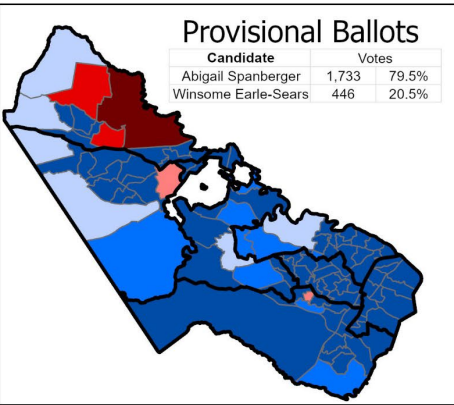 Provisional Ballots
Candidate Votes
Abigail Spanberger 1,733 79.5%
Winsome Earle-Sears 446 20.5%